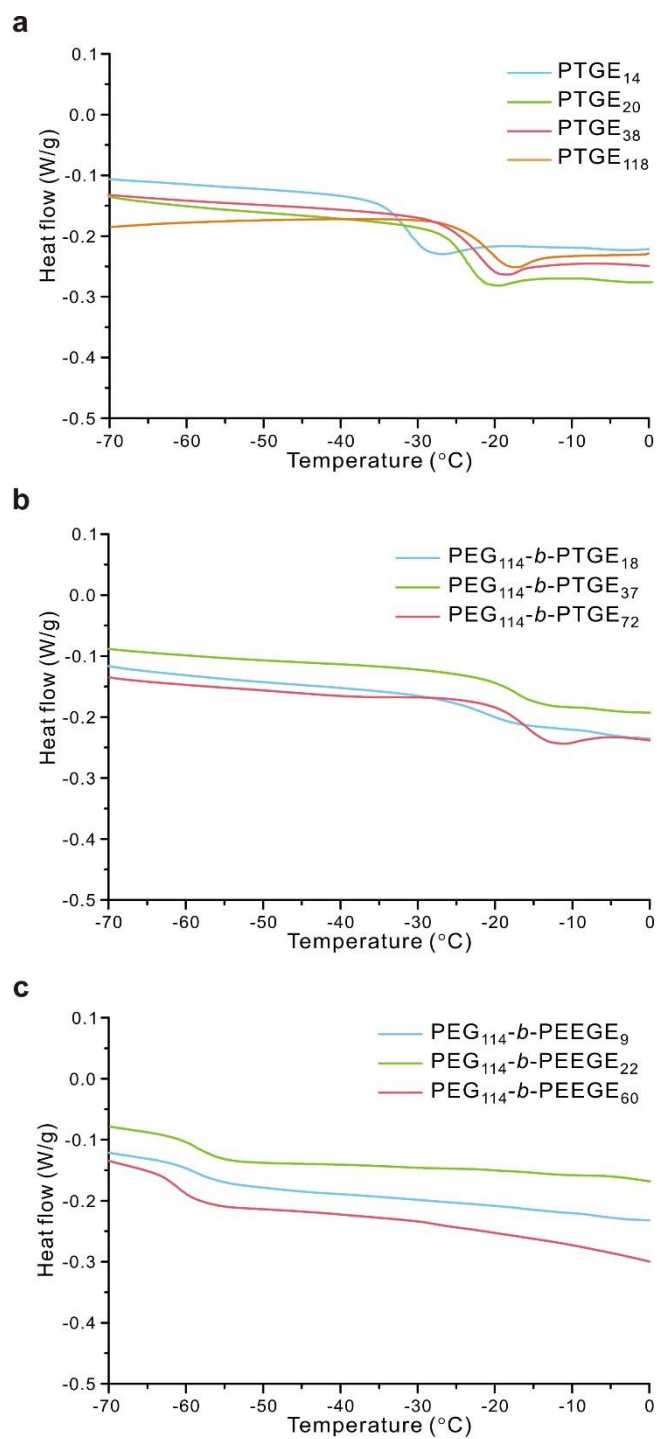 a
0.1
0.0
-0.1
-0.2
-0.3
-0.4
-0.5
Heat flow (W/g)
PTGE₁₄
PTGE₂₀
PTGE₃₈
PTGE₁₁₈
-70 -60 -50 -40 -30 -20 -10 0
Temperature (°C)
b
0.1
0.0
-0.1
-0.2
-0.3
-0.4
-0.5
Heat flow (W/g)
PEG₁₁₄-b-PTGE₁₈
PEG₁₁₄-b-PTGE₃₇
PEG₁₁₄-b-PTGE₇₂
-70 -60 -50 -40 -30 -20 -10 0
Temperature (°C)
c
0.1
0.0
-0.1
-0.2
-0.3
-0.4
-0.5
Heat flow (W/g)
PEG₁₁₄-b-PEEGE₉
PEG₁₁₄-b-PEEGE₂₂
PEG₁₁₄-b-PEEGE₆₀
-70 -60 -50 -40 -30 -20 -10 0
Temperature (°C)